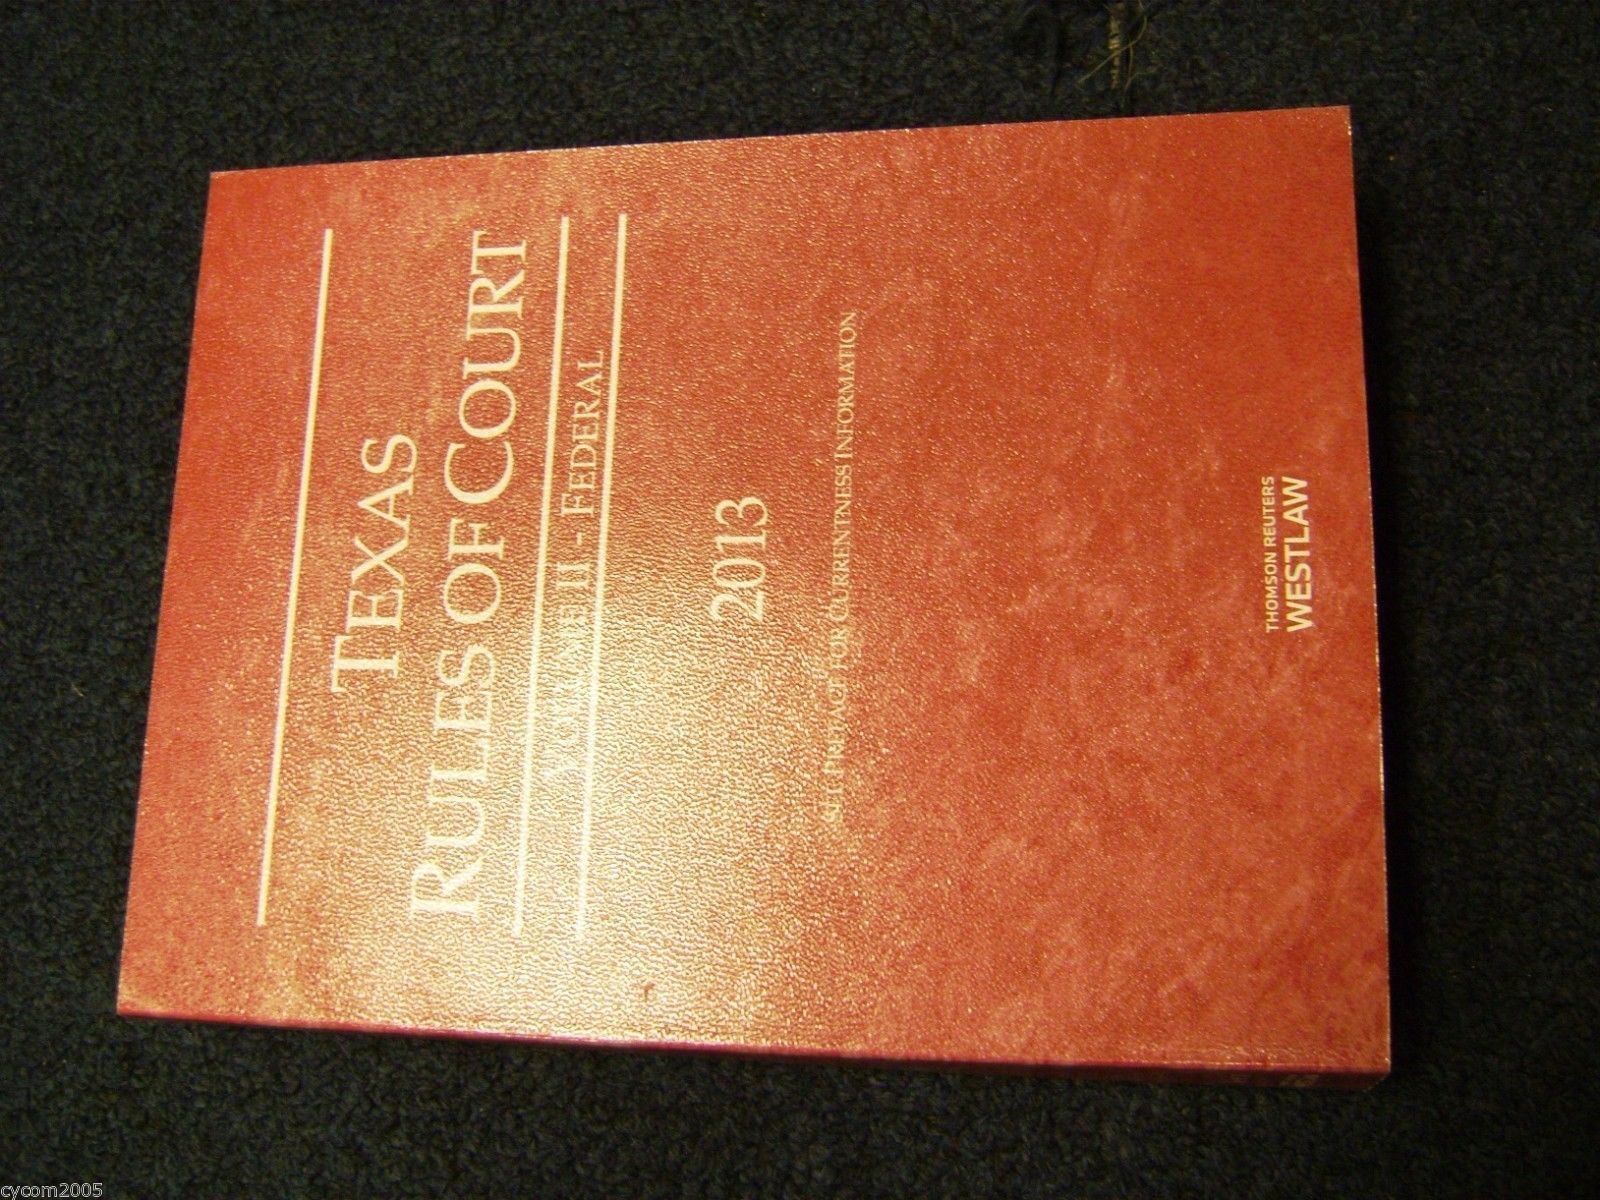 TEXAS
RULES OF COURT
VOLUME II - FEDERAL
2013
SEE PREFACE FOR CURRENTNESS INFORMATION
THOMSON REUTERS
WESTLAW
cycom2005